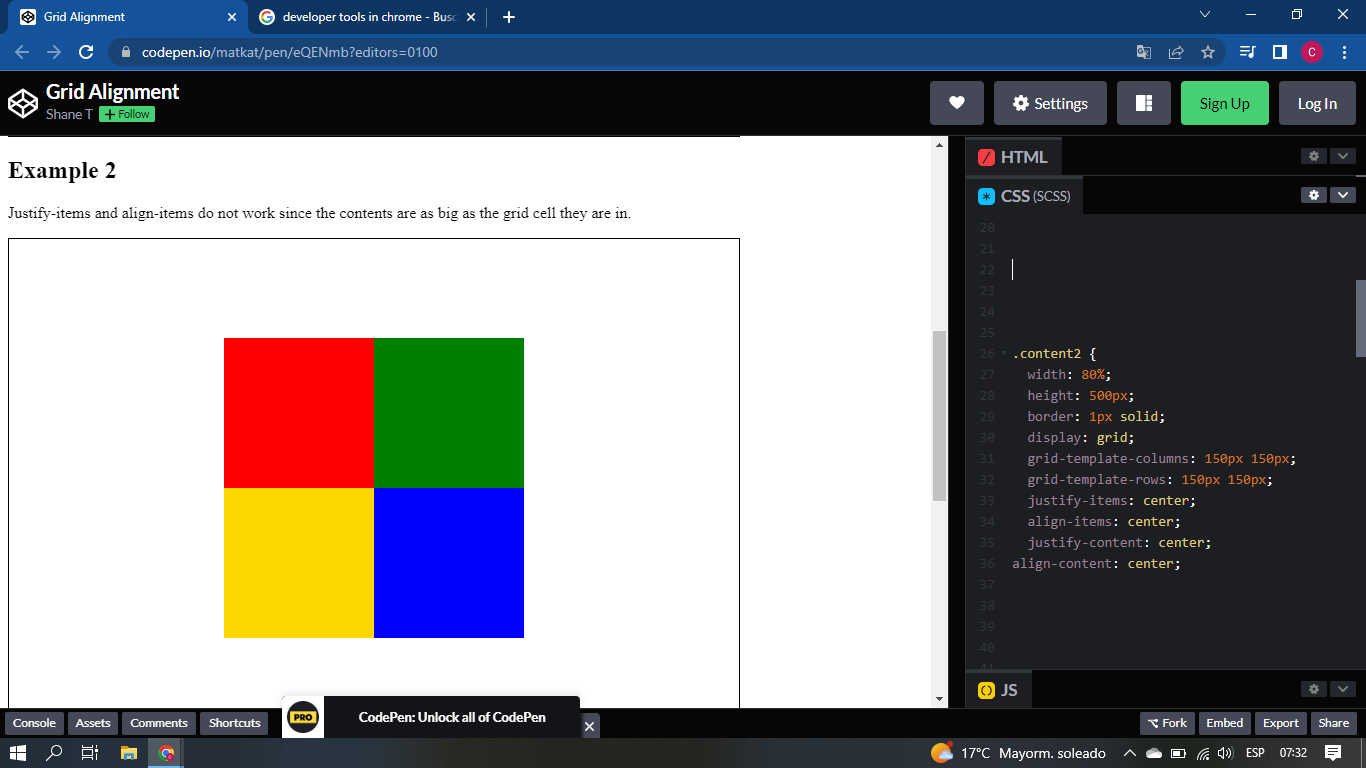 Grid Alignment
developer tools in chrome - Busc
codepen.io/matkat/pen/eQENmb?editors=0100
C
Grid Alignment
Shane T
+ Follow
Settings
Sign Up
Log In
Example 2
Justify-items and align-items do not work since the contents are as big as the grid cell they are in.
HTML
CSS (SCSS)
20
21
22
23
24
25
26 .content2 {
27 width: 80%;
28 height: 500px;
29 border: 1px solid;
30 display: grid;
31 grid-template-columns: 150px 150px;
32 grid-template-rows: 150px 150px;
33 justify-items: center;
34 align-items: center;
35 justify-content: center;
36 align-content: center;
37
38
39
40
41
JS
PRO
CodePen: Unlock all of CodePen
Console
Assets
Comments
Shortcuts
Fork
Embed
Export
Share
17°C Mayorm. soleado
ESP
07:32